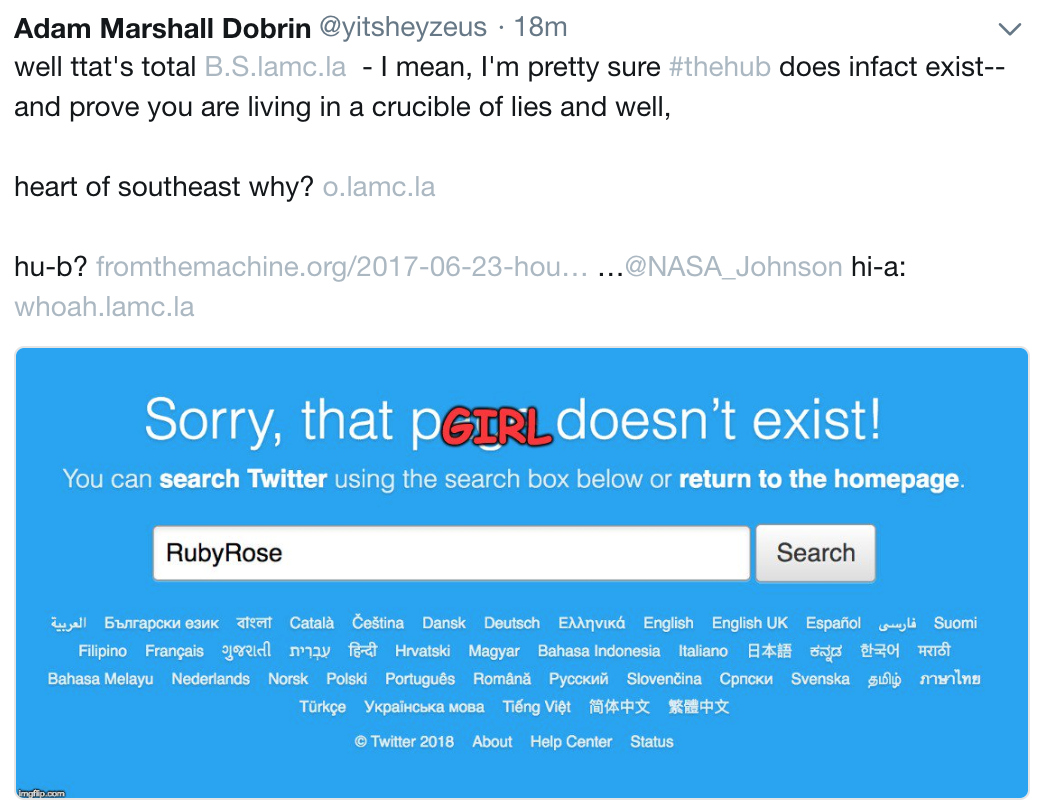 Adam Marshall Dobrin @yitsheyzeus · 18m
well ttat's total B.S.lamc.la - I mean, I'm pretty sure #thehub does infact exist--
and prove you are living in a crucible of lies and well,
heart of southeast why? o.lamc.la
hu-b? fromthemachine.org/2017-06-23-hou… …@NASA_Johnson hi-a:
whoah.lamc.la
Sorry, that p GIRL doesn't exist!
You can search Twitter using the search box below or return to the homepage.
RubyRose Search
العربية Български език বাংলা Català Čeština Dansk Deutsch Ελληνικά English English UK Español فارسی Suomi
Filipino Français ગુજરાતી עברית हिन्दी Hrvatski Magyar Bahasa Indonesia Italiano 日本語 ಕನ್ನಡ 한국어 मराठी
Bahasa Melayu Nederlands Norsk Polski Português Română Русский Slovenčina Српски Svenska தமிழ் ภาษาไทย
Türkçe Українська мова Tiếng Việt 简体中文 繁體中文
© Twitter 2018 About Help Center Status
imgflip.com